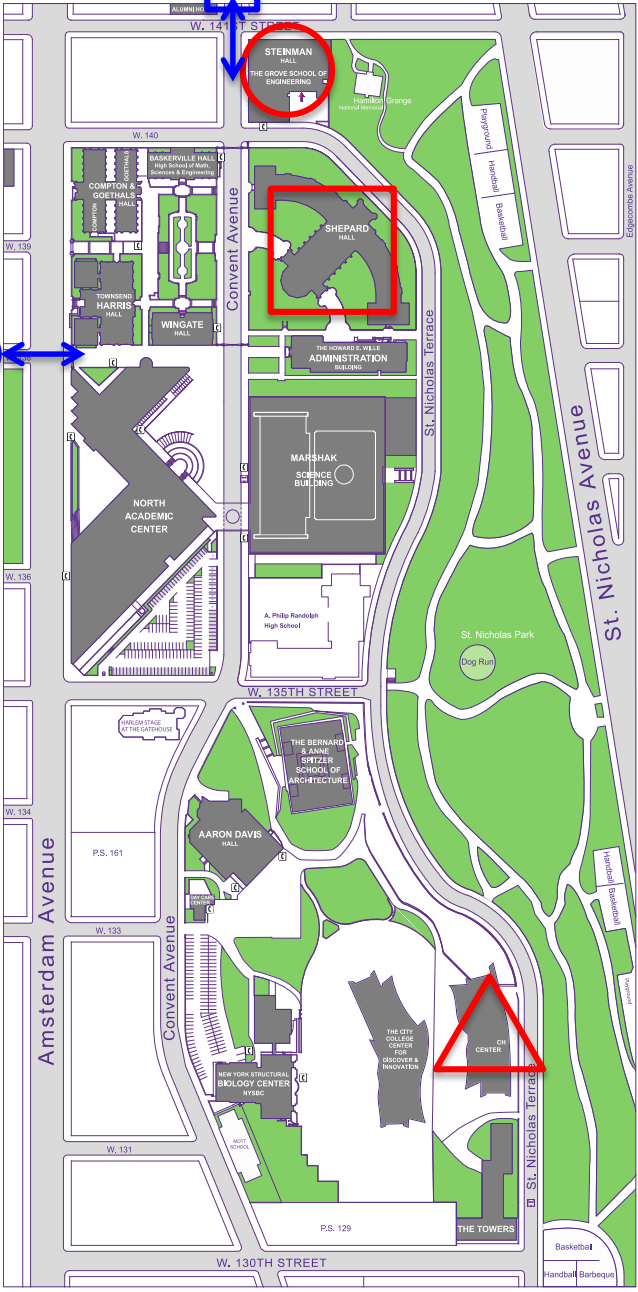 ALUMNI HO
W. 141ST STREET
STEINMAN
HALL
THE GROVE SCHOOL OF
ENGINEERING
Hamilton Grange
National Memorial
Playground
Handball
Basketball
Edgecombe Avenue
W. 140
BASKERVILLE HALL
High School of Math,
Sciences & Engineering
GOETHALS
COMPTON &
GOETHALS
HALL
COMPTON
Convent Avenue
SHEPARD
HALL
W. 139
TOWNSEND
HARRIS
HALL
WINGATE
HALL
THE HOWARD E. WILLE
ADMINISTRATION
BUILDING
St. Nicholas Terrace
St. Nicholas Avenue
MARSHAK
SCIENCE
BUILDING
NORTH
ACADEMIC
CENTER
W. 136
A. Philip Randolph
High School
St. Nicholas Park
Dog Run
W. 135TH STREET
HARLEM STAGE
AT THE GATEHOUSE
THE BERNARD
& ANNE
SPITZER
SCHOOL OF
ARCHITECTURE
W. 134
AARON DAVIS
HALL
P.S. 161
Amsterdam Avenue
DAY CARE
CENTER
Handball
Basketball
W. 133
Convent Avenue
Playground
THE CITY
COLLEGE
CENTER
FOR
DISCOVER &
INNOVATION
CH
CENTER
NEW YORK STRUCTURAL
BIOLOGY CENTER
NYSBC
St. Nicholas Terrace
MOTT
SCHOOL
W. 131
P.S. 129
THE TOWERS
W. 130TH STREET
Basketball
Handball
Barbeque